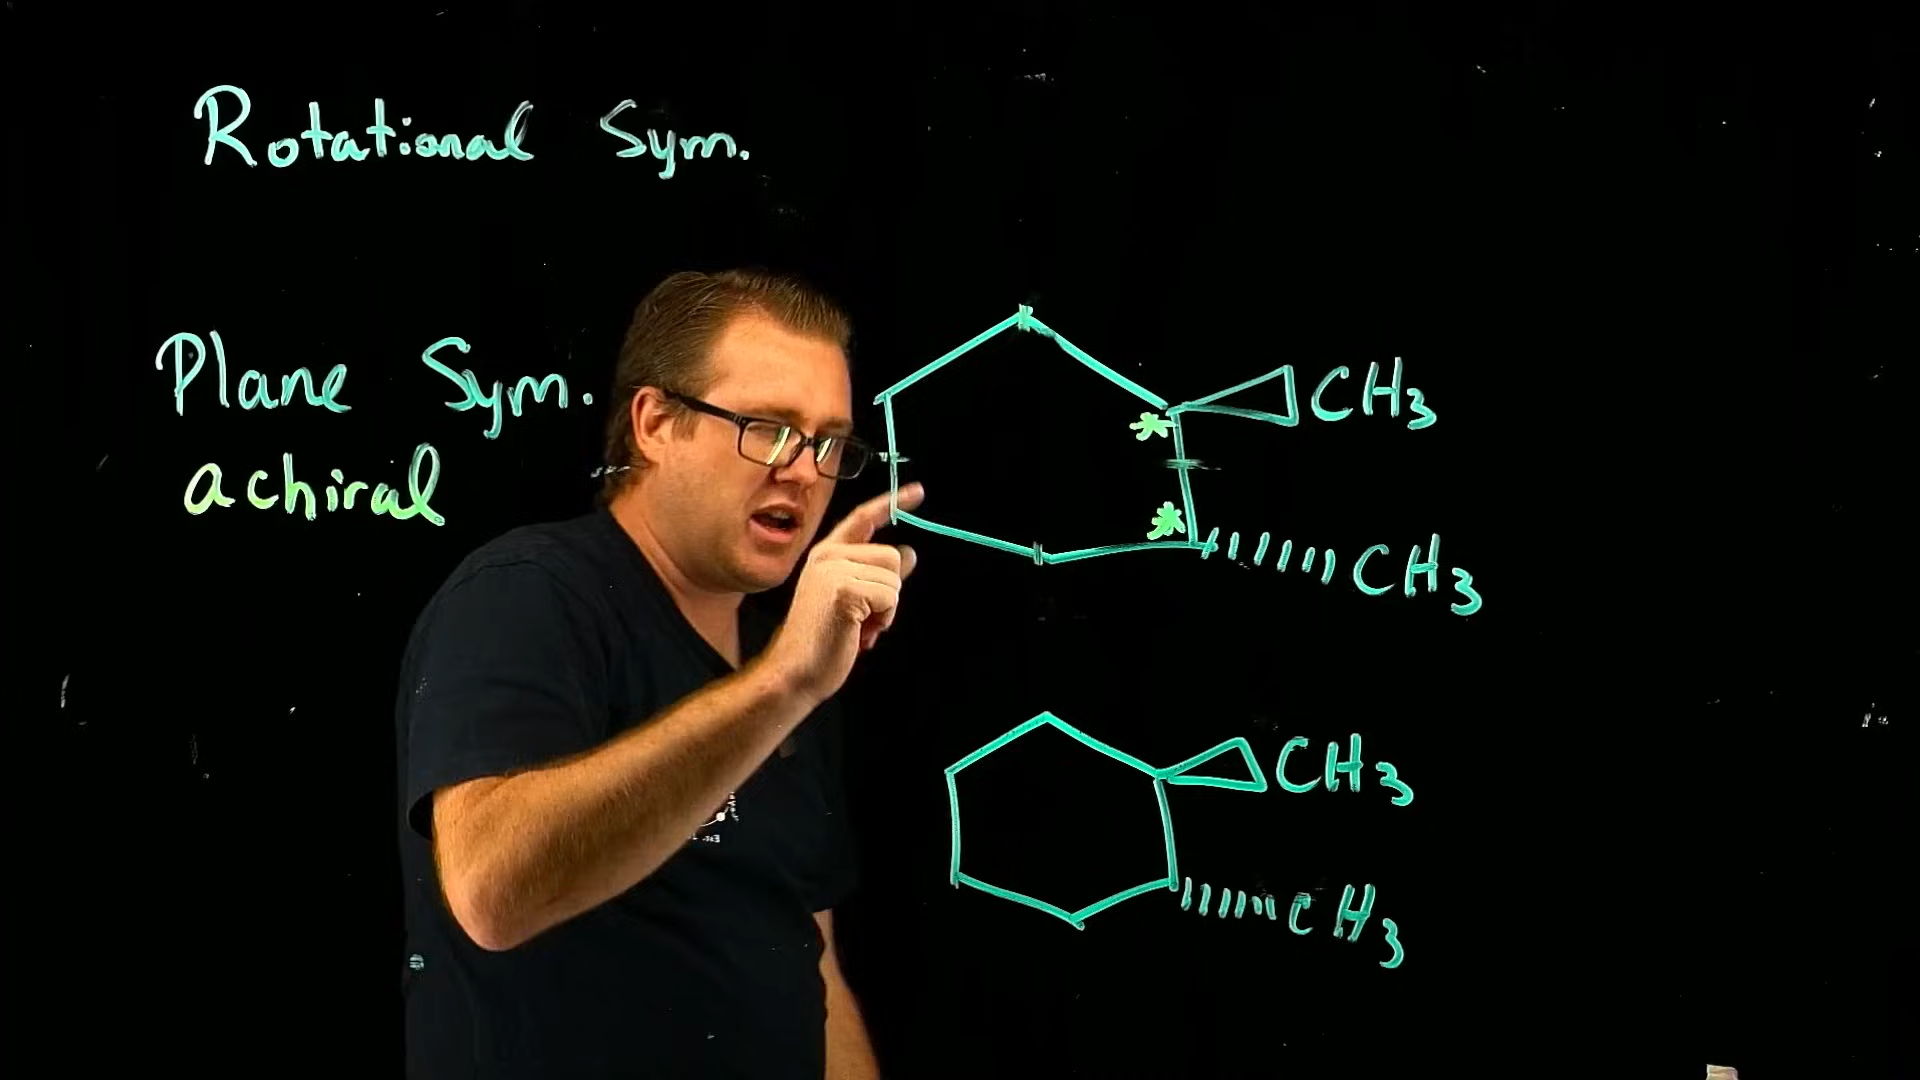 Rotational Sym.
Plane Sym.
achiral
CH3
CH3
CH3
CH3